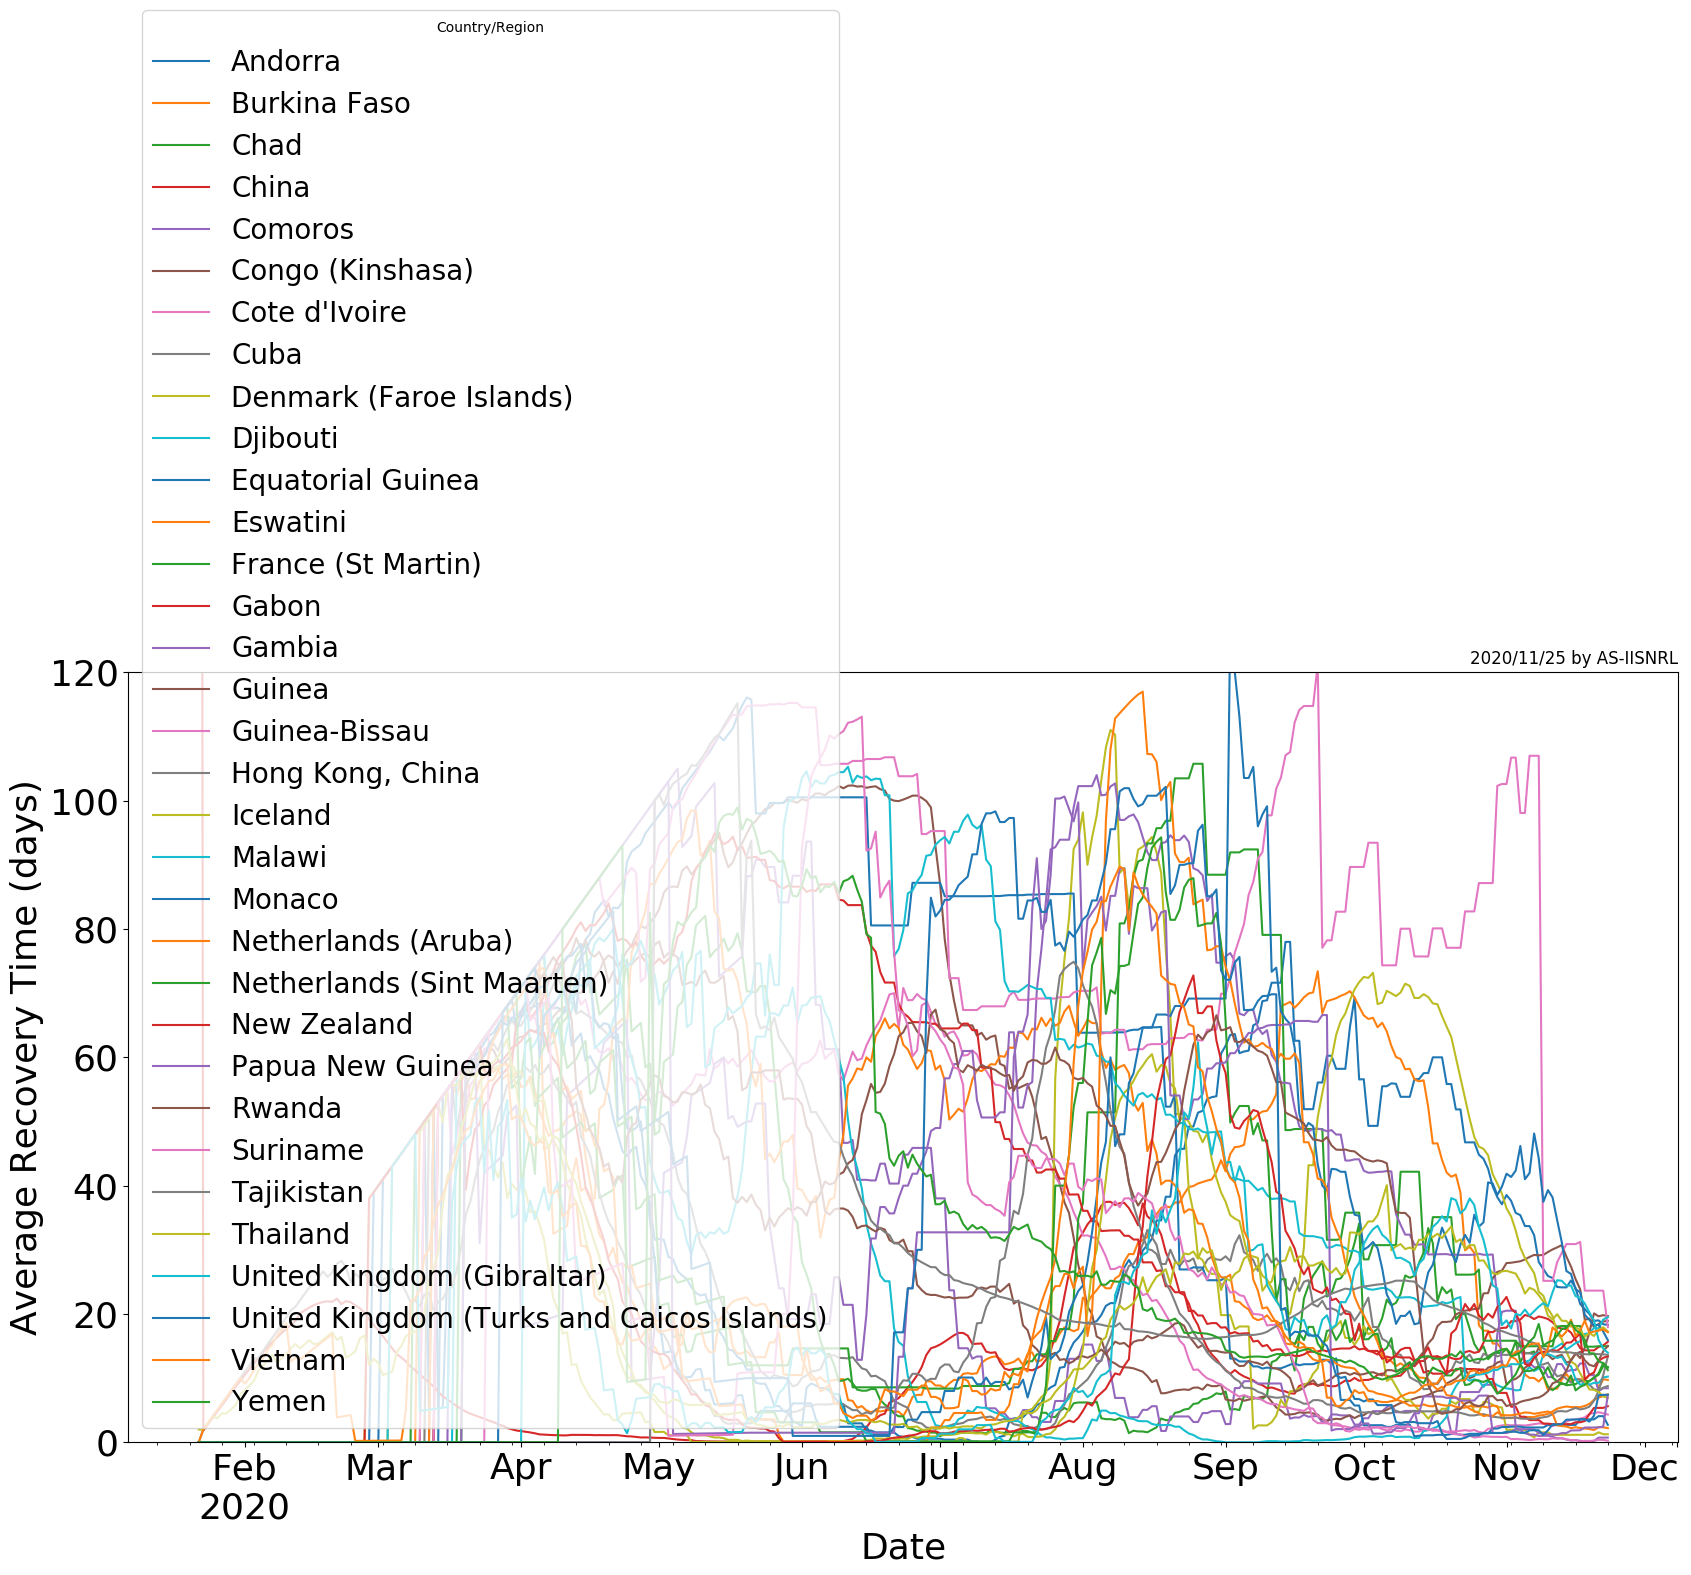 Country/Region
Andorra
Burkina Faso
Chad
China
Comoros
Congo (Kinshasa)
Cote d'Ivoire
Cuba
Denmark (Faroe Islands)
Djibouti
Equatorial Guinea
Eswatini
France (St Martin)
Gabon
Gambia
Guinea
Guinea-Bissau
Hong Kong, China
Iceland
Malawi
Monaco
Netherlands (Aruba)
Netherlands (Sint Maarten)
New Zealand
Papua New Guinea
Rwanda
Suriname
Tajikistan
Thailand
United Kingdom (Gibraltar)
United Kingdom (Turks and Caicos Islands)
Vietnam
Yemen
2020/11/25 by AS-IISNRL
Average Recovery Time (days)
120
100
80
60
40
20
0
Feb Mar Apr May Jun Jul Aug Sep Oct Nov Dec
2020
Date